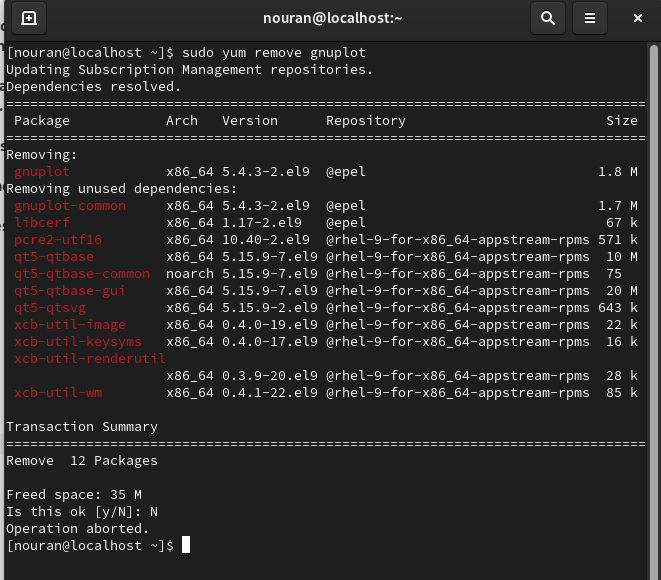 nouran@localhost:~
[nouran@localhost ~]$ sudo yum remove gnuplot
Updating Subscription Management repositories.
Dependencies resolved.
================================================================================
 Package            Arch   Version      Repository                         Size
================================================================================
Removing:
 gnuplot            x86_64 5.4.3-2.el9  @epel                             1.8 M
Removing unused dependencies:
 gnuplot-common     x86_64 5.4.3-2.el9  @epel                             1.7 M
 libcerf            x86_64 1.17-2.el9   @epel                              67 k
 pcre2-utf16        x86_64 10.40-2.el9  @rhel-9-for-x86_64-appstream-rpms 571 k
 qt5-qtbase         x86_64 5.15.9-7.el9 @rhel-9-for-x86_64-appstream-rpms  10 M
 qt5-qtbase-common  noarch 5.15.9-7.el9 @rhel-9-for-x86_64-appstream-rpms  75
 qt5-qtbase-gui     x86_64 5.15.9-7.el9 @rhel-9-for-x86_64-appstream-rpms  20 M
 qt5-qtsvg          x86_64 5.15.9-2.el9 @rhel-9-for-x86_64-appstream-rpms 643 k
 xcb-util-image     x86_64 0.4.0-19.el9 @rhel-9-for-x86_64-appstream-rpms  22 k
 xcb-util-keysyms   x86_64 0.4.0-17.el9 @rhel-9-for-x86_64-appstream-rpms  16 k
 xcb-util-renderutil
                    x86_64 0.3.9-20.el9 @rhel-9-for-x86_64-appstream-rpms  28 k
 xcb-util-wm        x86_64 0.4.1-22.el9 @rhel-9-for-x86_64-appstream-rpms  85 k
Transaction Summary
================================================================================
Remove  12 Packages
Freed space: 35 M
Is this ok [y/N]: N
Operation aborted.
[nouran@localhost ~]$